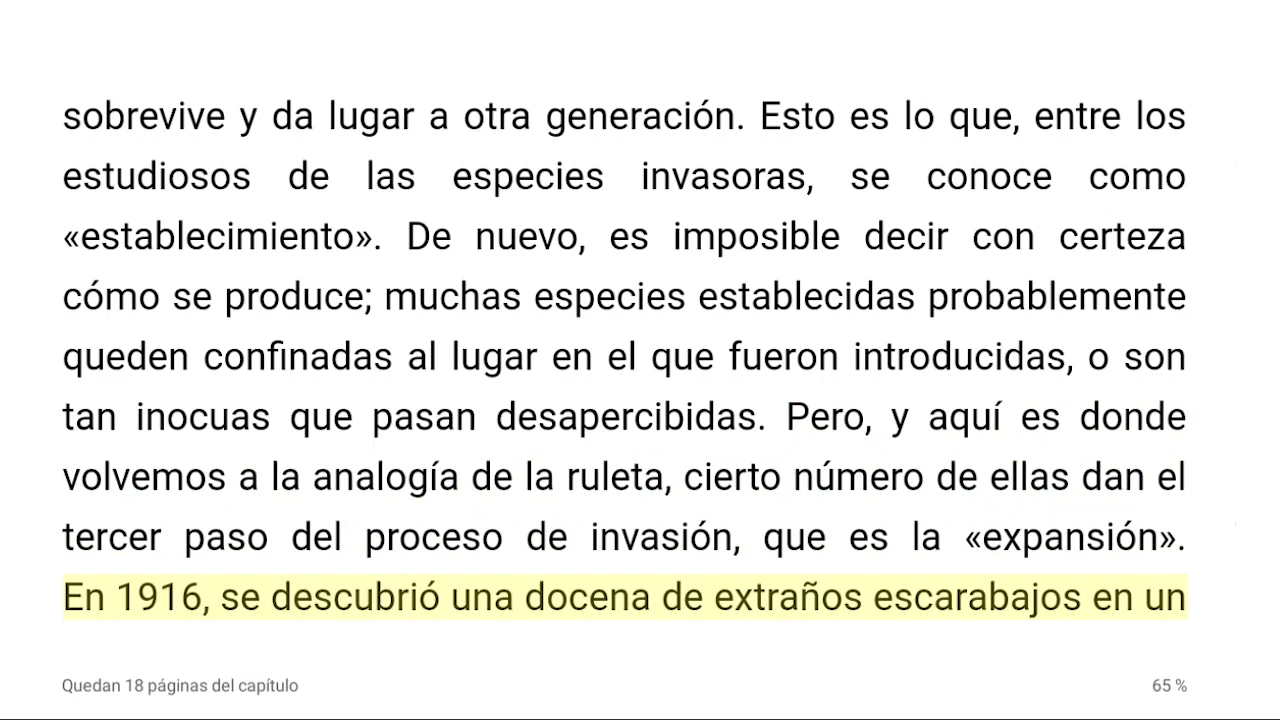 sobrevive y da lugar a otra generación. Esto es lo que, entre los
estudiosos de las especies invasoras, se conoce como
«establecimiento». De nuevo, es imposible decir con certeza
cómo se produce; muchas especies establecidas probablemente
queden confinadas al lugar en el que fueron introducidas, o son
tan inocuas que pasan desapercibidas. Pero, y aquí es donde
volvemos a la analogía de la ruleta, cierto número de ellas dan el
tercer paso del proceso de invasión, que es la «expansión».
En 1916, se descubrió una docena de extraños escarabajos en un
Quedan 18 páginas del capítulo
65 %